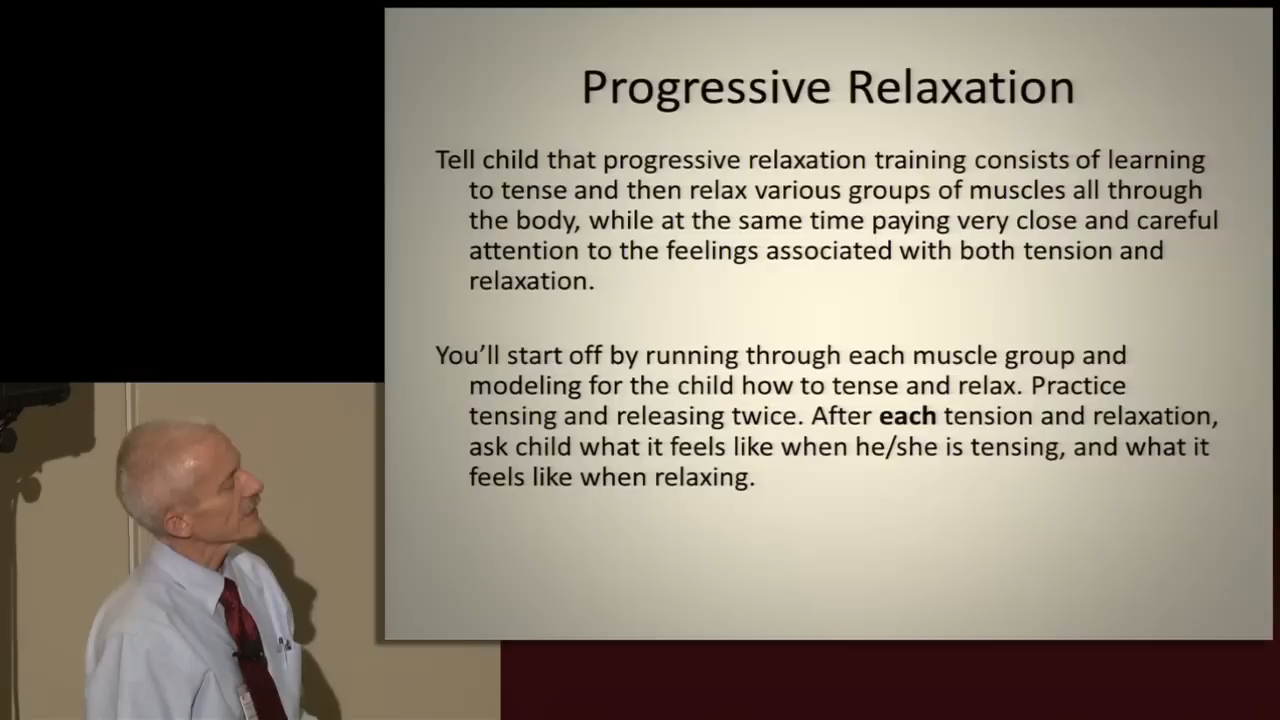 Progressive Relaxation
Tell child that progressive relaxation training consists of learning
to tense and then relax various groups of muscles all through
the body, while at the same time paying very close and careful
attention to the feelings associated with both tension and
relaxation.
You’ll start off by running through each muscle group and
modeling for the child how to tense and relax. Practice
tensing and releasing twice. After each tension and relaxation,
ask child what it feels like when he/she is tensing, and what it
feels like when relaxing.